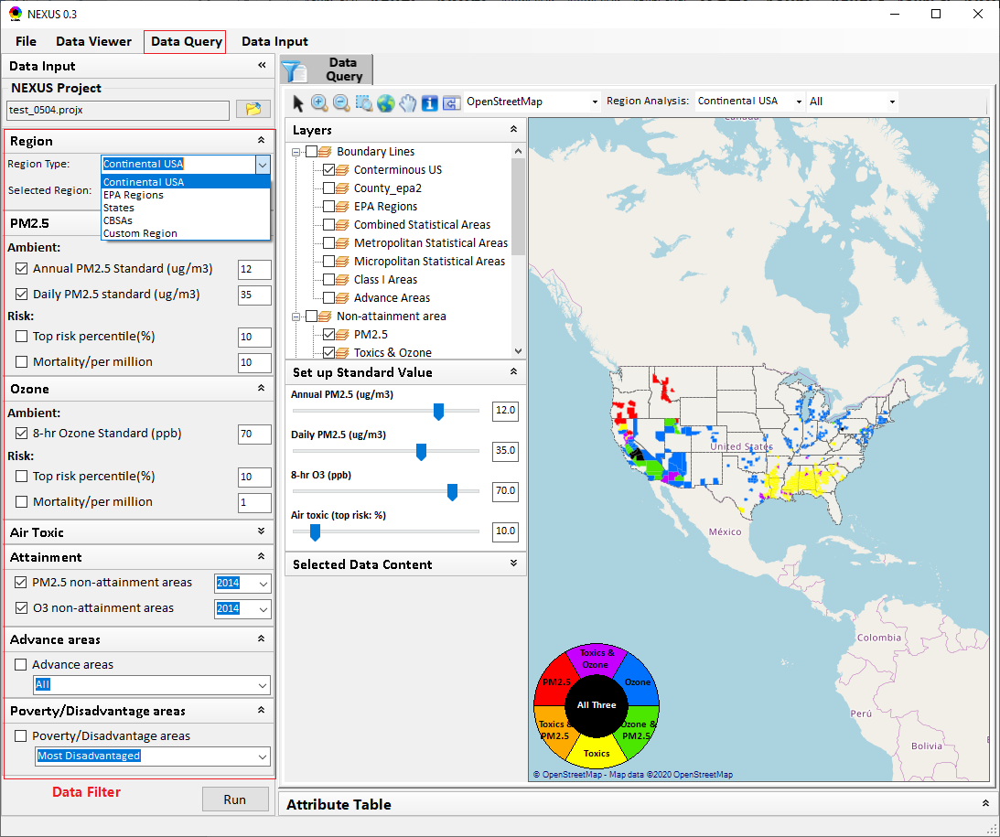 NEXUS 0.3
File Data Viewer Data Query Data Input
Data Input
NEXUS Project
test_0504.projx
Region
Region Type: Continental USA
Continental USA
EPA Regions
States
CBSAs
Custom Region
Selected Region:
PM2.5
Ambient:
Annual PM2.5 Standard (ug/m3) 12
Daily PM2.5 standard (ug/m3) 35
Risk:
Top risk percentile(%) 10
Mortality/per million 10
Ozone
Ambient:
8-hr Ozone Standard (ppb) 70
Risk:
Top risk percentile(%) 10
Mortality/per million 1
Air Toxic
Attainment
PM2.5 non-attainment areas 2014
O3 non-attainment areas 2014
Advance areas
Advance areas
All
Poverty/Disadvantage areas
Poverty/Disadvantage areas
Most Disadvantaged
Data Filter
Run
Data
Query
OpenStreetMap Region Analysis: Continental USA All
Layers
Boundary Lines
Conterminous US
County_epa2
EPA Regions
Combined Statistical Areas
Metropolitan Statistical Areas
Micropolitan Statistical Areas
Class I Areas
Advance Areas
Non-attainment area
PM2.5
Toxics & Ozone
Set up Standard Value
Annual PM2.5 (ug/m3)
12.0
Daily PM2.5 (ug/m3)
35.0
8-hr O3 (ppb)
70.0
Air toxic (top risk: %)
10.0
Selected Data Content
Canada
United States
México
Colombia
Perú
Bolivia
Toxics &
Ozone
PM2.5
Ozone
All Three
Toxics &
PM2.5
Ozone &
PM2.5
Toxics
© OpenStreetMap - Map data ©2020 OpenStreetMap
Attribute Table